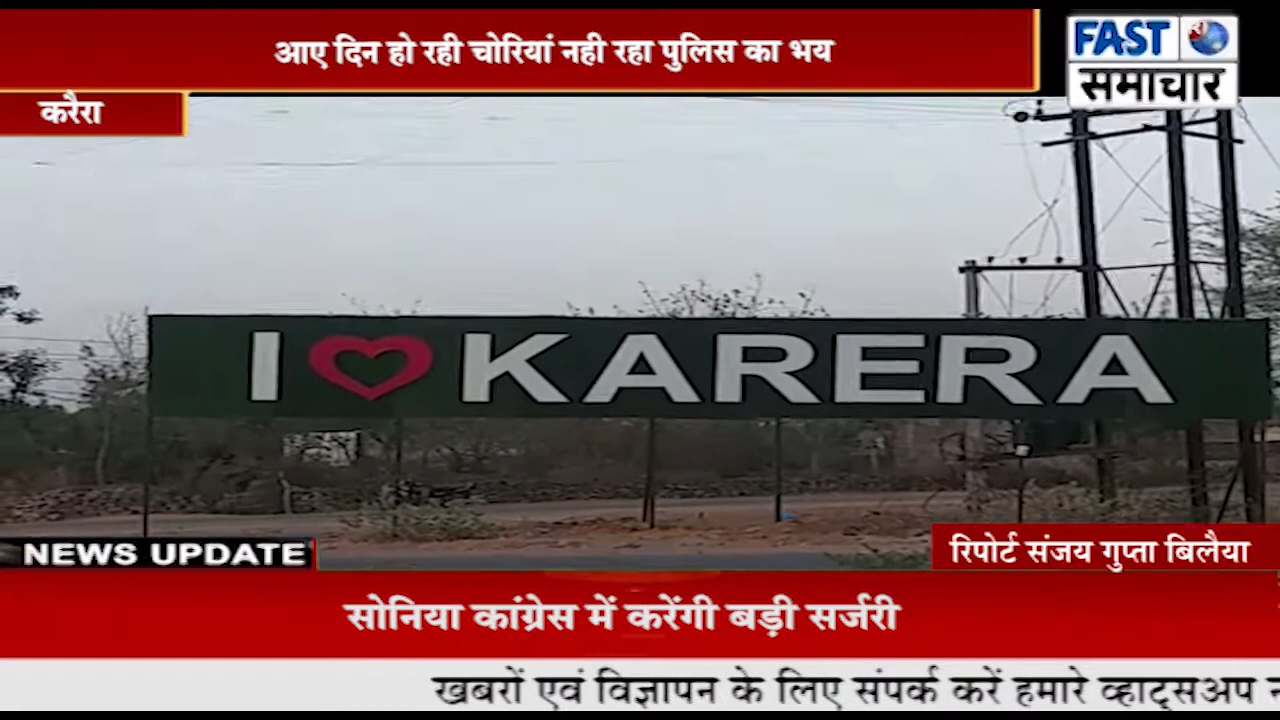 आए दिन हो रही चोरियां नही रहा पुलिस का भय
FAST
समाचार
करैरा
I KARERA
NEWS UPDATE
रिपोर्ट संजय गुप्ता बिलैया
सोनिया कांग्रेस में करेंगी बड़ी सर्जरी
खबरों एवं विज्ञापन के लिए संपर्क करें हमारे व्हाट्सअप